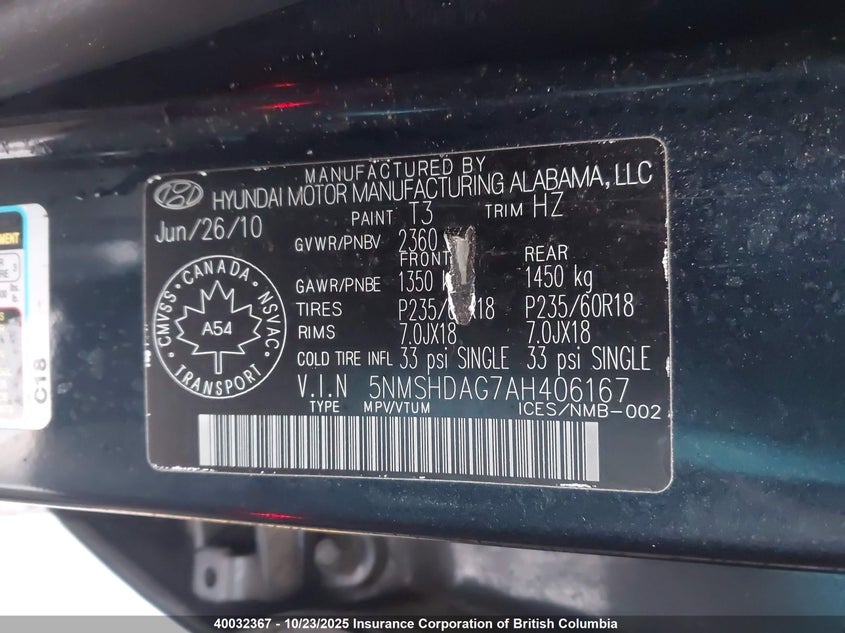 MANUFACTURED BY
HYUNDAI MOTOR MANUFACTURING ALABAMA, LLC
Jun/26/10
PAINT T3 TRIM HZ
GVWR/PNBV 2360
FRONT REAR
GAWR/PNBE 1350 1450 kg
TIRES P235/ R18 P235/60R18
RIMS 7.0JX18 7.0JX18
COLD TIRE INFL 33 psi SINGLE 33 psi SINGLE
V.I.N 5NMSHDAG7AH406167
TYPE MPV/VTUM ICES/NMB-002
CMVSS • CANADA • NSVAC • TRANSPORT •
A54
C18
40032367 - 10/23/2025 Insurance Corporation of British Columbia